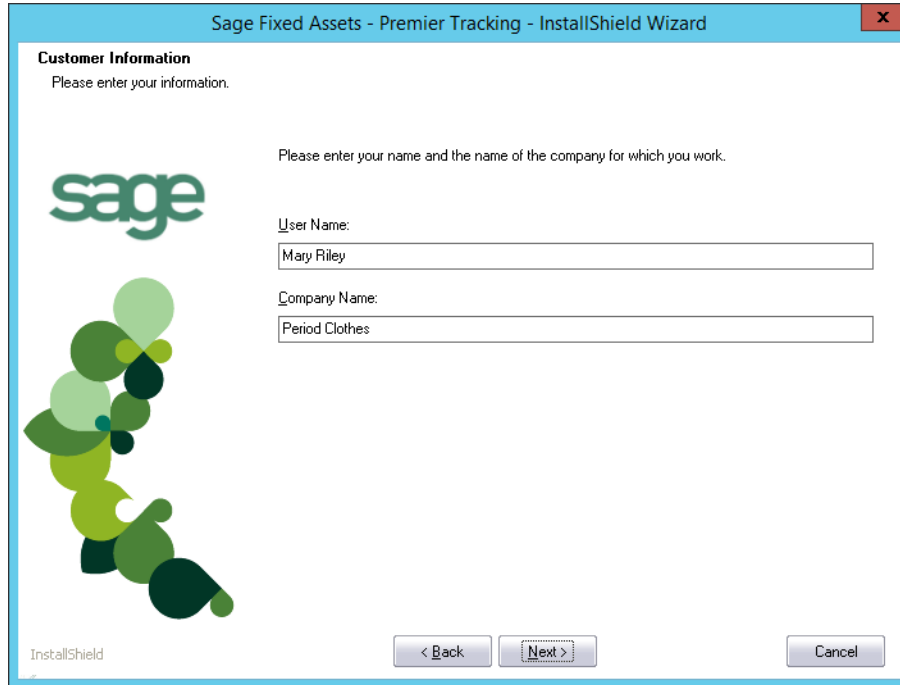 Sage Fixed Assets - Premier Tracking - InstallShield Wizard
x
Customer Information
Please enter your information.
Please enter your name and the name of the company for which you work.
sage
User Name:
Mary Riley
Company Name:
Period Clothes
InstallShield
< Back
Next >
Cancel